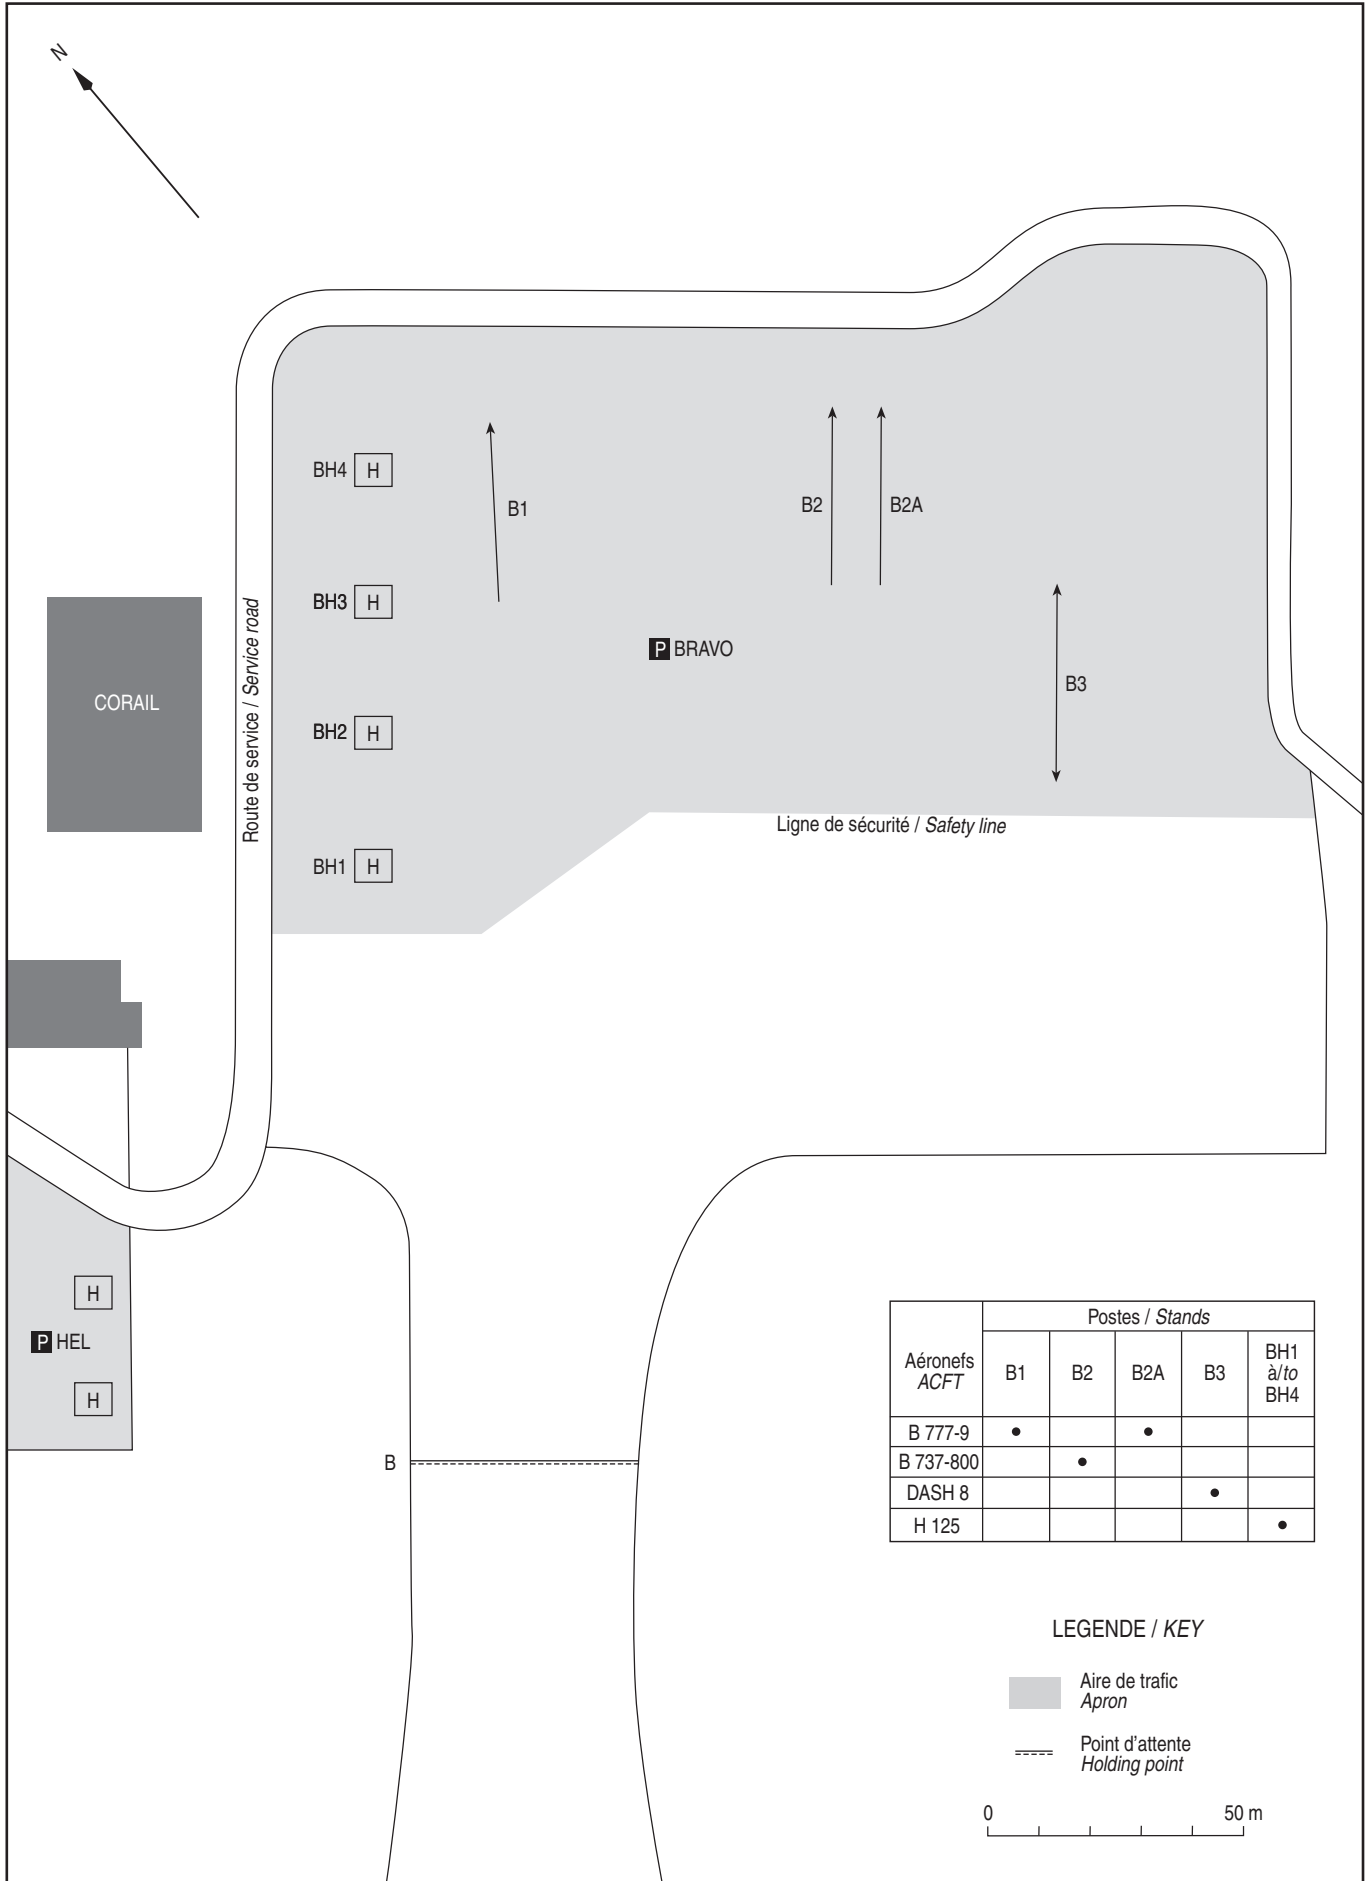 N
BH4 H
B1
B2
B2A
BH3 H
P BRAVO
B3
CORAIL
Route de service / Service road
BH2 H
Ligne de sécurité / Safety line
BH1 H
H
P HEL
H
B
Aéronefs
ACFT
Postes / Stands
B1 B2 B2A B3 BH1
à/to
BH4
B 777-9 • •
B 737-800 •
DASH 8 •
H 125 •
LEGENDE / KEY
Aire de trafic
Apron
Point d'attente
Holding point
0 50 m